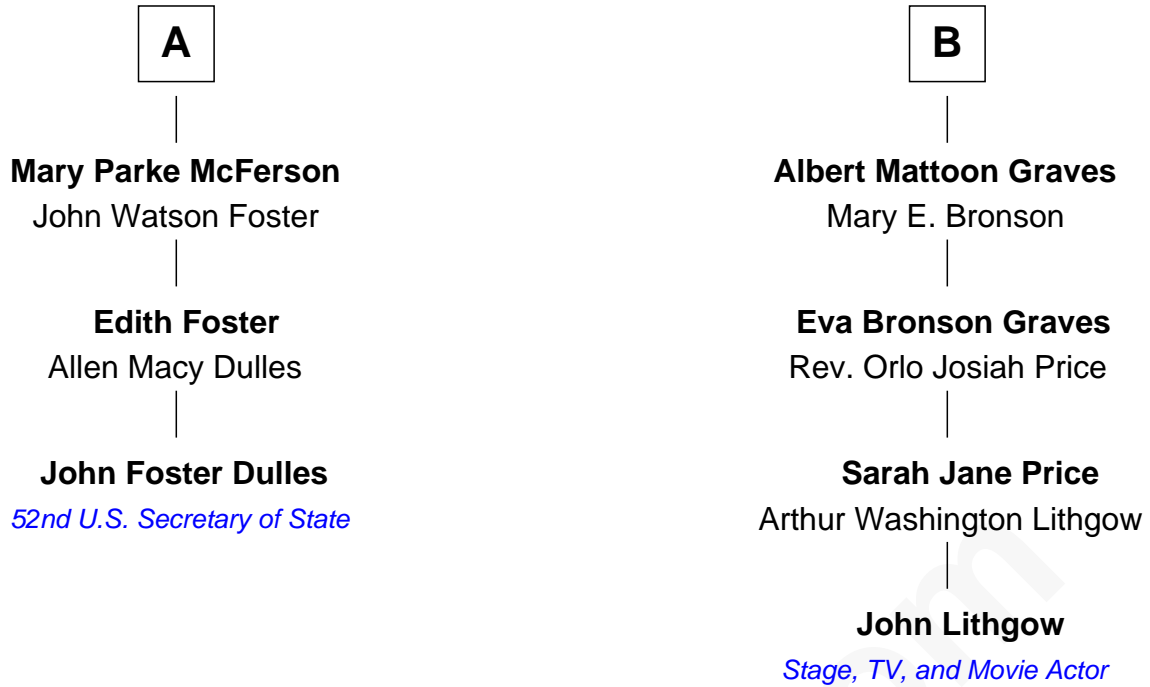 A
Mary Parke McFerson
John Watson Foster
Edith Foster
Allen Macy Dulles
John Foster Dulles
52nd U.S. Secretary of State
B
Albert Mattoon Graves
Mary E. Bronson
Eva Bronson Graves
Rev. Orlo Josiah Price
Sarah Jane Price
Arthur Washington Lithgow
John Lithgow
Stage, TV, and Movie Actor